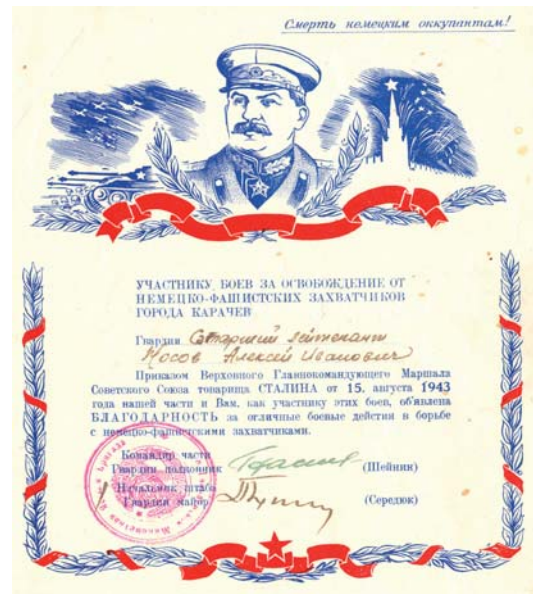 Смерть немецким оккупантам!
УЧАСТНИКУ БОЕВ ЗА ОСВОБОЖДЕНИЕ ОТ
НЕМЕЦКО-ФАШИСТСКИХ ЗАХВАТЧИКОВ
ГОРОДА КАРАЧЕВ
Гвардии Старший лейтенант
Носов Алексей Иванович
Приказом Верховного Главнокомандующего Маршала
Советского Союза товарища СТАЛИНА от 15. августа 1943
года нашей части и Вам, как участнику этих боев, об'явлена
БЛАГОДАРНОСТЬ за отличные боевые действия в борьбе
с немецко-фашистскими захватчиками.
Командир части
Гвардии полковник (Шейнин)
Начальник штаба
Гвардии майор (Середюк)